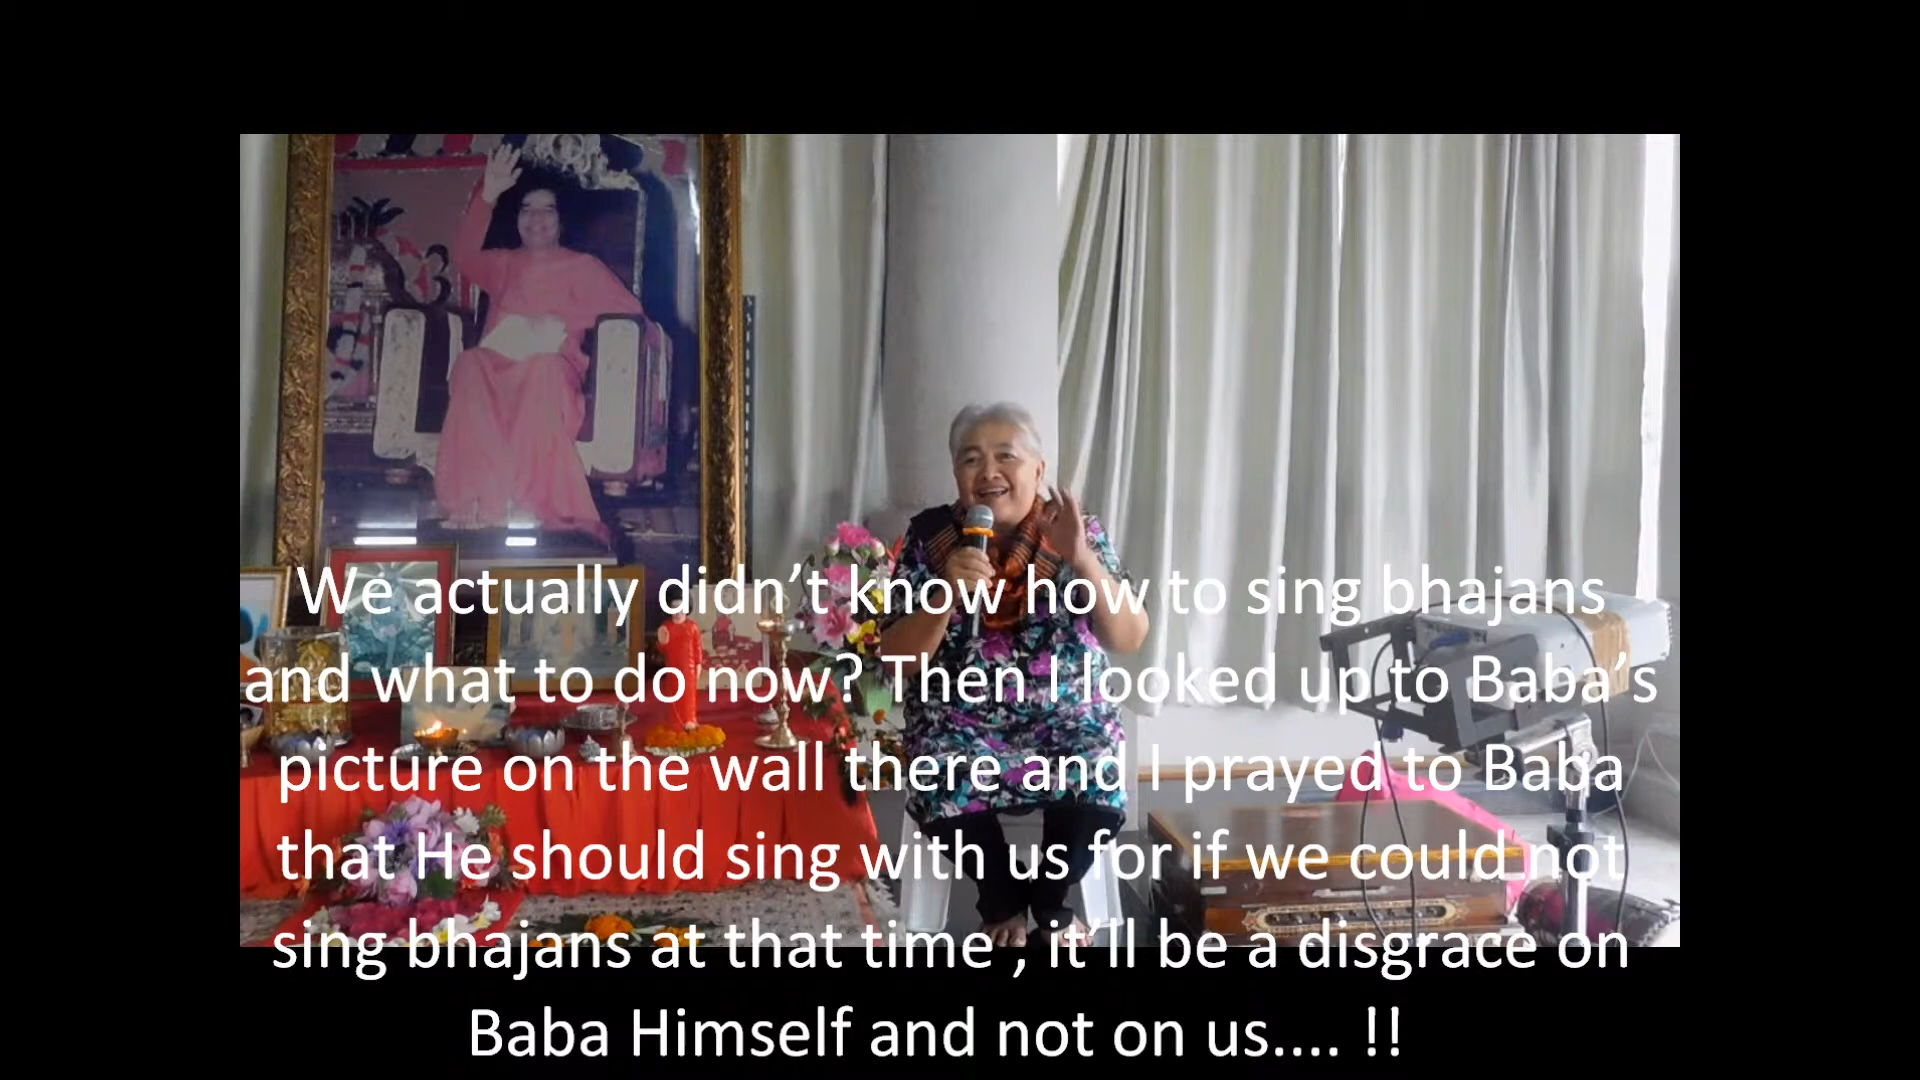 We actually didn’t know how to sing bhajans
and what to do now? Then I looked up to Baba’s
picture on the wall there and I prayed to Baba
that He should sing with us for if we could not
sing bhajans at that time , it’ll be a disgrace on
Baba Himself and not on us.... !!